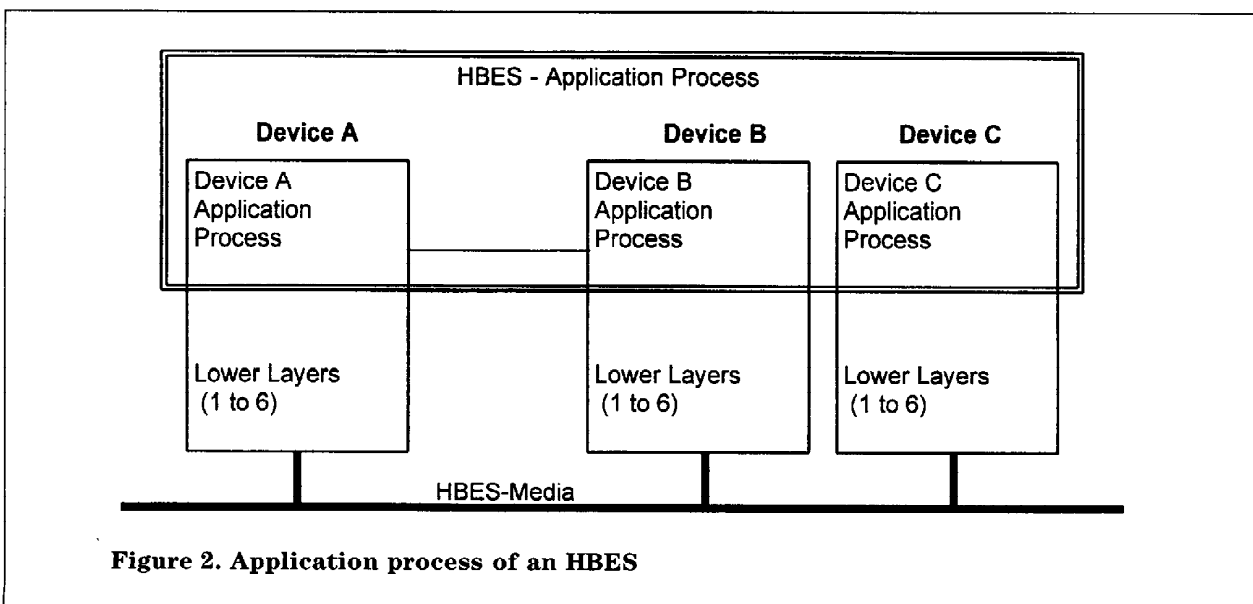 HBES - Application Process
Device A
Device B
Device C
Device A
Application
Process
Device B
Application
Process
Device C
Application
Process
Lower Layers
(1 to 6)
Lower Layers
(1 to 6)
Lower Layers
(1 to 6)
HBES-Media
Figure 2. Application process of an HBES